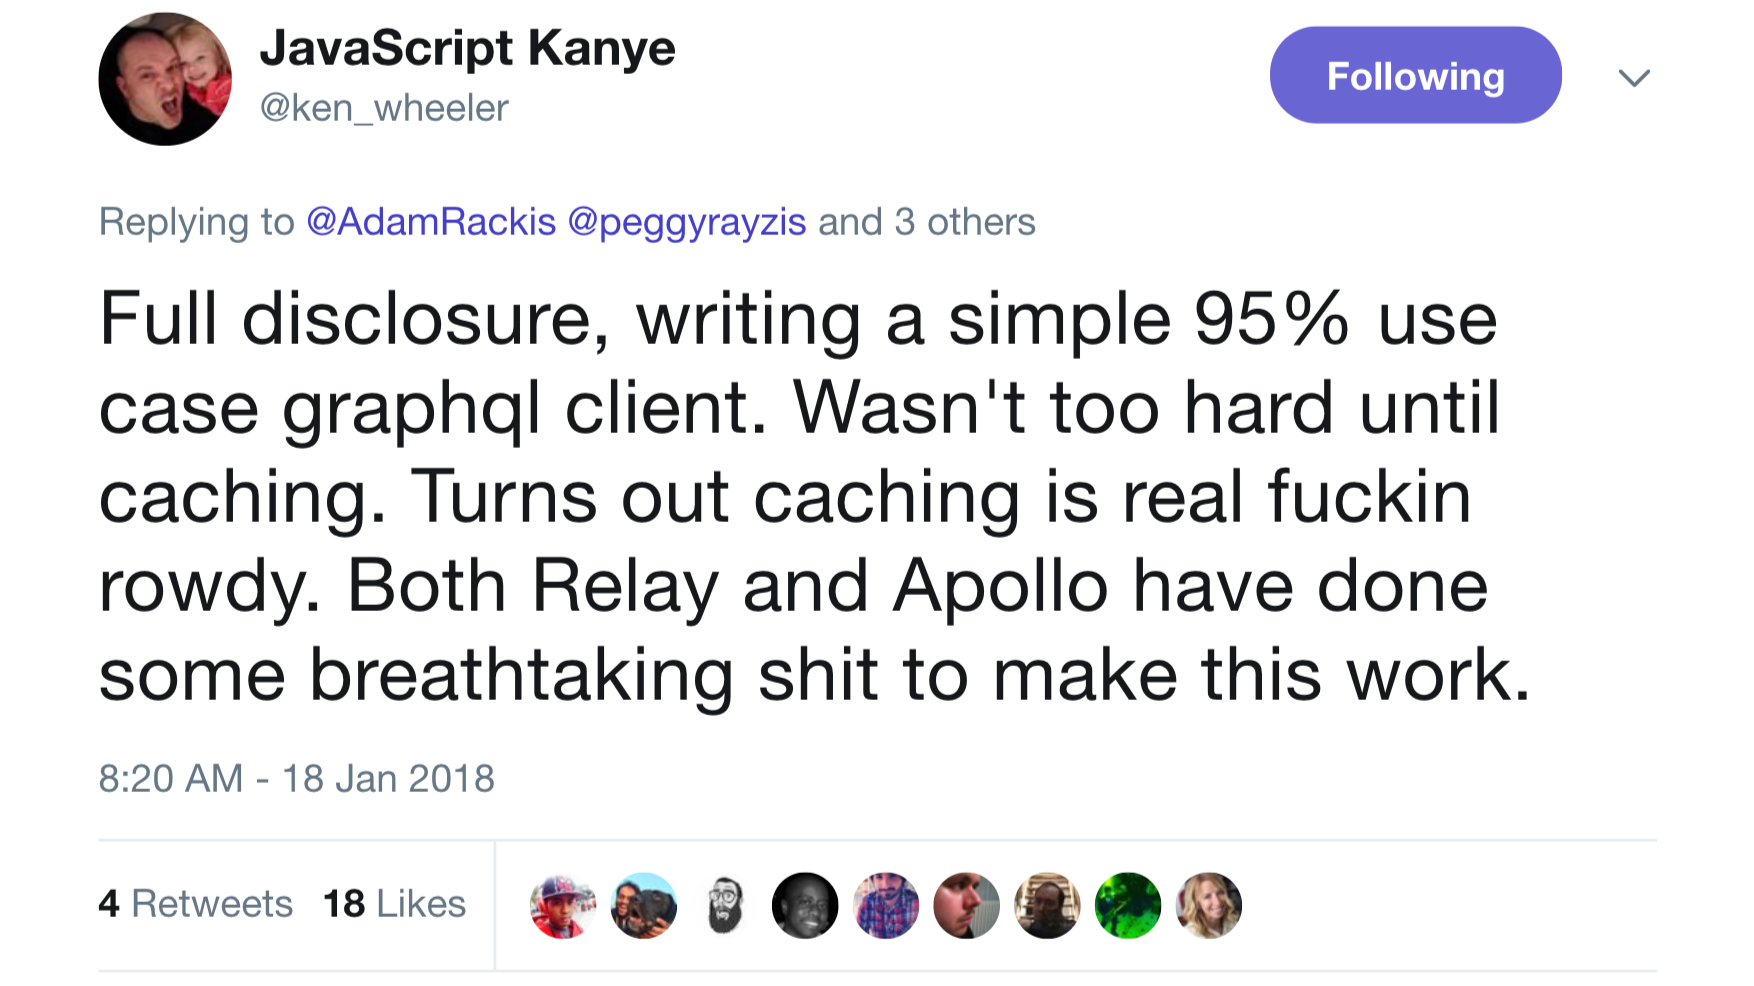 JavaScript Kanye
@ken_wheeler
Following
Replying to @AdamRackis @peggyrayzis and 3 others
Full disclosure, writing a simple 95% use
case graphql client. Wasn't too hard until
caching. Turns out caching is real fuckin
rowdy. Both Relay and Apollo have done
some breathtaking shit to make this work.
8:20 AM - 18 Jan 2018
4 Retweets 18 Likes